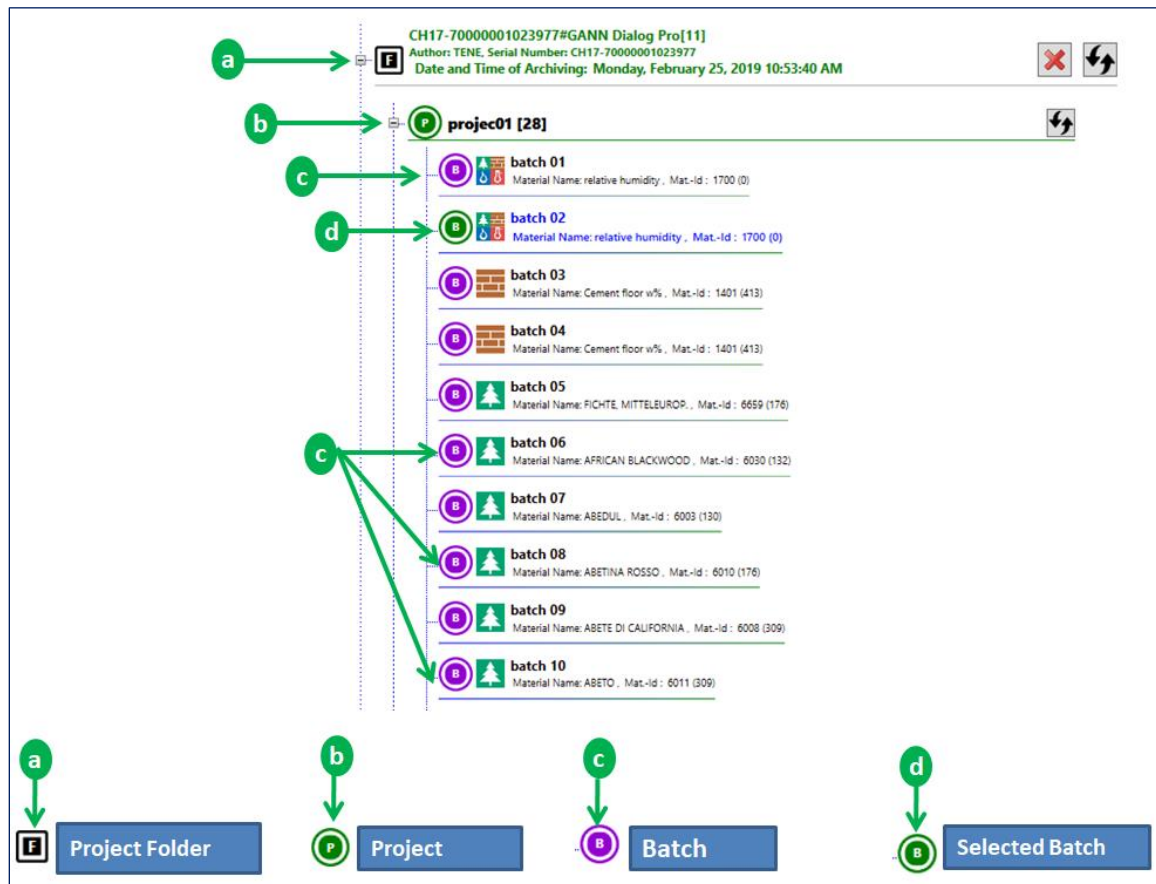 CH17-70000001023977#GANN Dialog Pro[11]
a
F
Author: TENE, Serial Number: CH17-70000001023977
Date and Time of Archiving: Monday, February 25, 2019 10:53:40 AM
b
P
projec01 [28]
c
B
batch 01
Material Name: relative humidity , Mat.-Id : 1700 (0)
d
B
batch 02
Material Name: relative humidity , Mat.-Id : 1700 (0)
B
batch 03
Material Name: Cement floor w% , Mat.-Id : 1401 (413)
B
batch 04
Material Name: Cement floor w% , Mat.-Id : 1401 (413)
B
batch 05
Material Name: FICHTE, MITTELEUROP. , Mat.-Id : 6659 (176)
c
B
batch 06
Material Name: AFRICAN BLACKWOOD , Mat.-Id : 6030 (132)
B
batch 07
Material Name: ABEDUL , Mat.-Id : 6003 (130)
B
batch 08
Material Name: ABETINA ROSSO , Mat.-Id : 6010 (176)
B
batch 09
Material Name: ABETE DI CALIFORNIA , Mat.-Id : 6008 (309)
B
batch 10
Material Name: ABETO , Mat.-Id : 6011 (309)
a
b
c
d
F
Project Folder
P
Project
B
Batch
B
Selected Batch